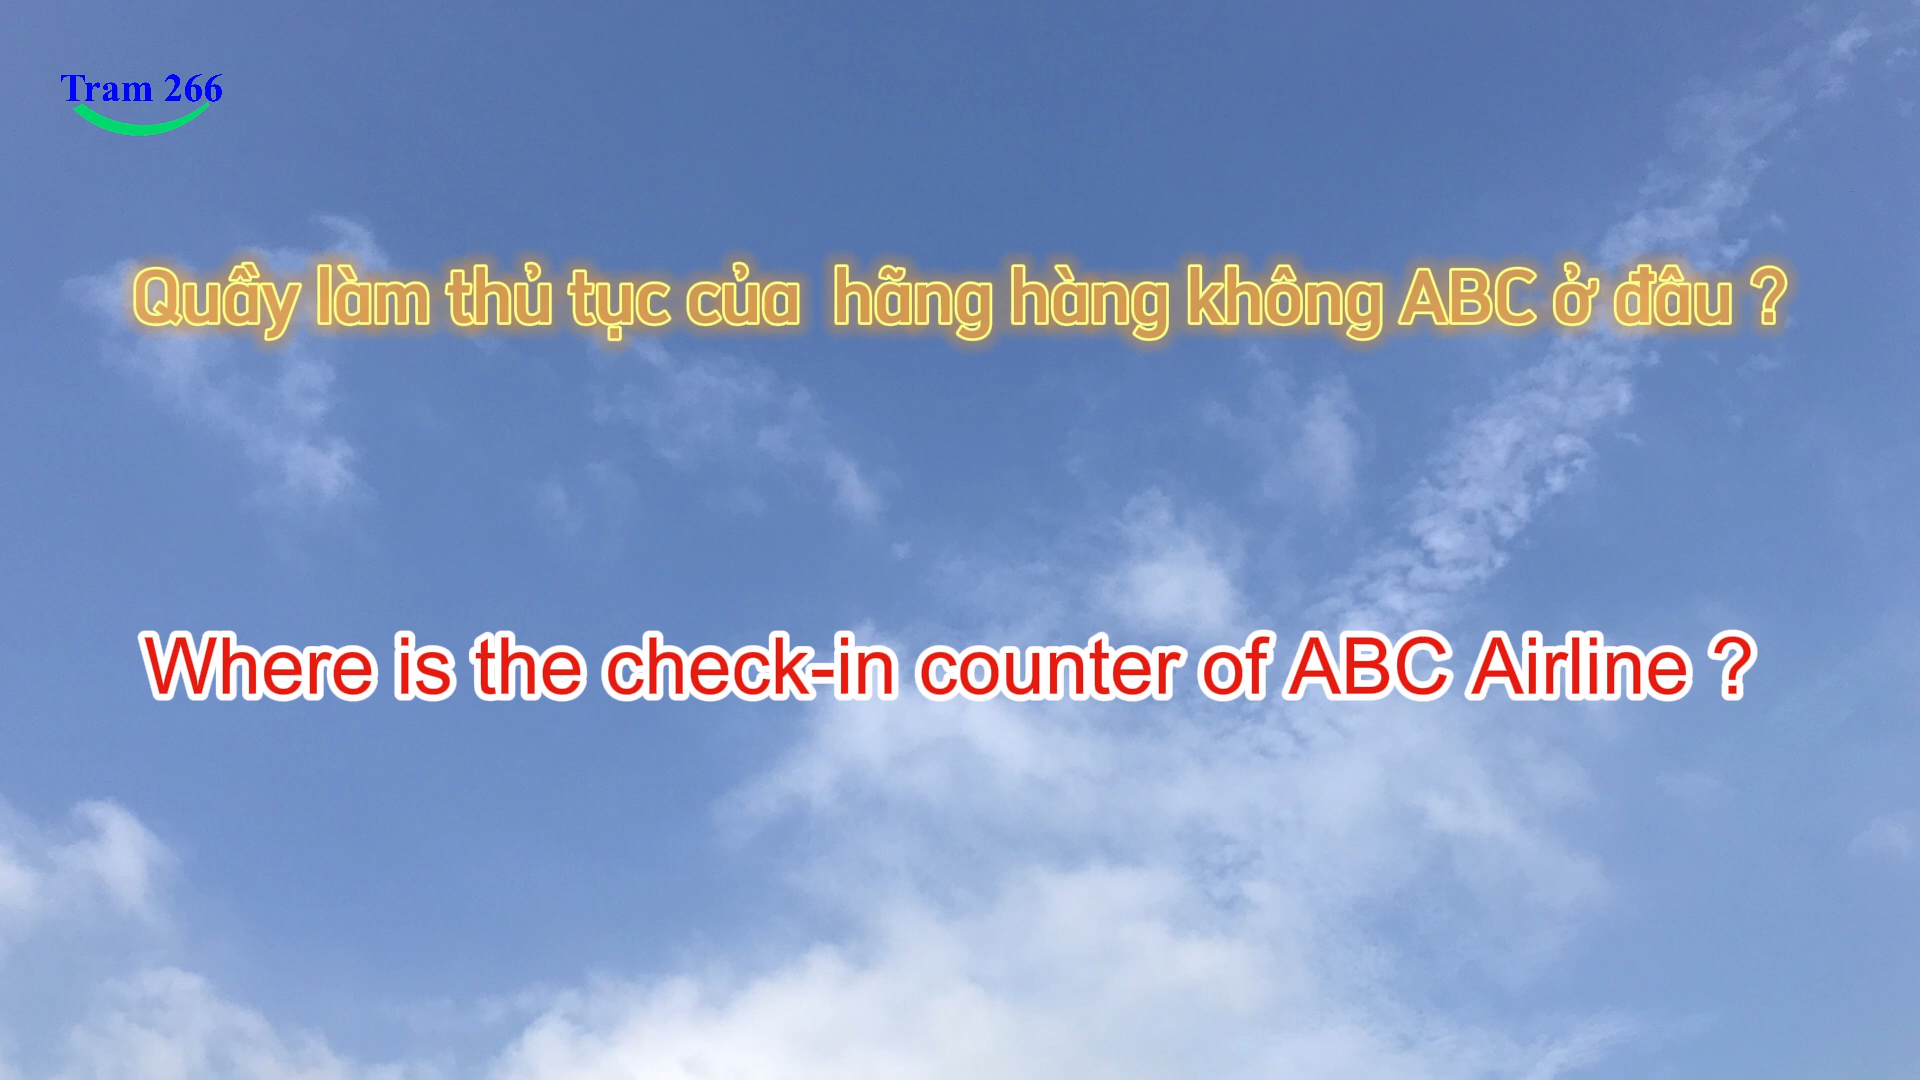 Tram 266
Quầy làm thủ tục của  hãng hàng không ABC ở đâu ?
Where is the check-in counter of ABC Airline ?